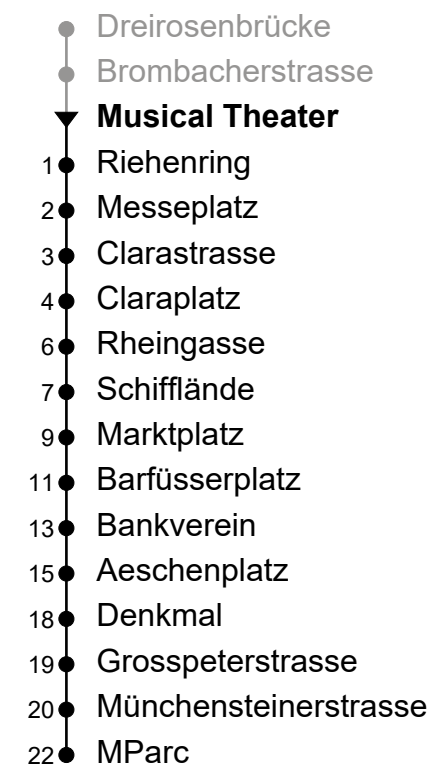 Dreirosenbrücke
Brombacherstrasse
Musical Theater
1 Riehenring
2 Messeplatz
3 Clarastrasse
4 Claraplatz
6 Rheingasse
7 Schifflände
9 Marktplatz
11 Barfüsserplatz
13 Bankverein
15 Aeschenplatz
18 Denkmal
19 Grosspeterstrasse
20 Münchensteinerstrasse
22 MParc